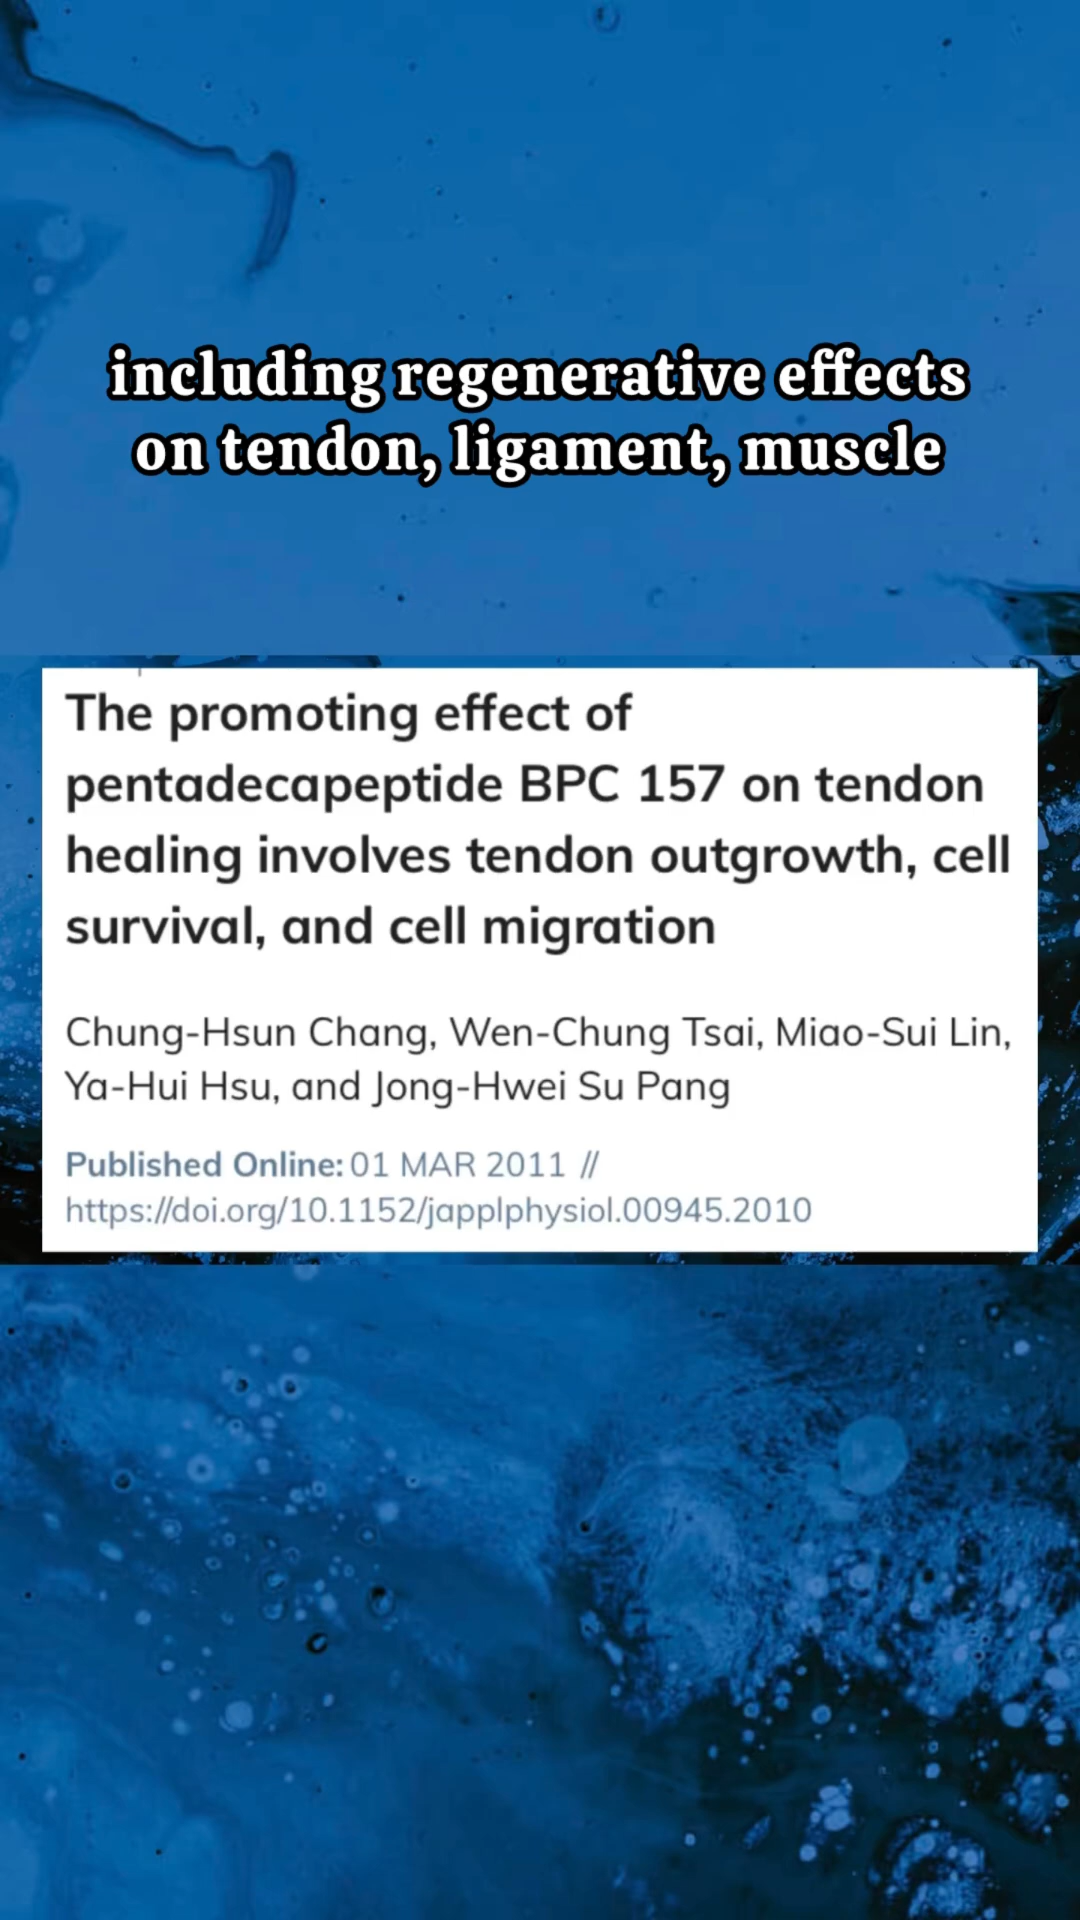 including regenerative effects
on tendon, ligament, muscle
The promoting effect of
pentadecapeptide BPC 157 on tendon
healing involves tendon outgrowth, cell
survival, and cell migration
Chung-Hsun Chang, Wen-Chung Tsai, Miao-Sui Lin,
Ya-Hui Hsu, and Jong-Hwei Su Pang
Published Online: 01 MAR 2011 //
https://doi.org/10.1152/japplphysiol.00945.2010